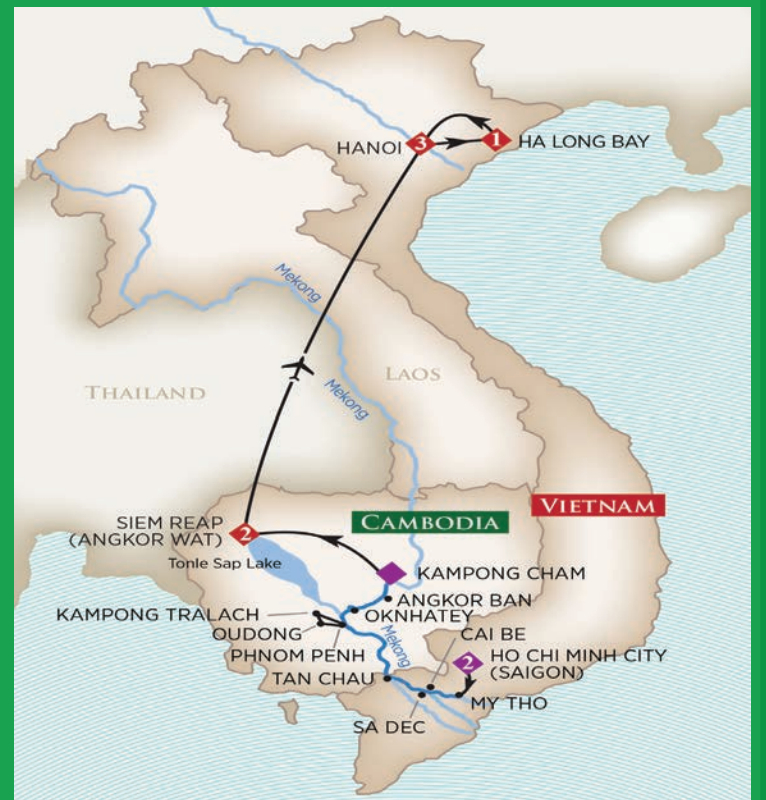 HANOI
3
1
HA LONG BAY
Mekong
Mekong
LAOS
THAILAND
VIETNAM
CAMBODIA
SIEM REAP
(ANGKOR WAT)
2
Tonle Sap Lake
KAMPONG CHAM
ANGKOR BAN
KAMPONG TRALACH
OKNHATEY
OUDONG
CAI BE
PHNOM PENH
Mekong
2
HO CHI MINH CITY
(SAIGON)
TAN CHAU
MY THO
SA DEC